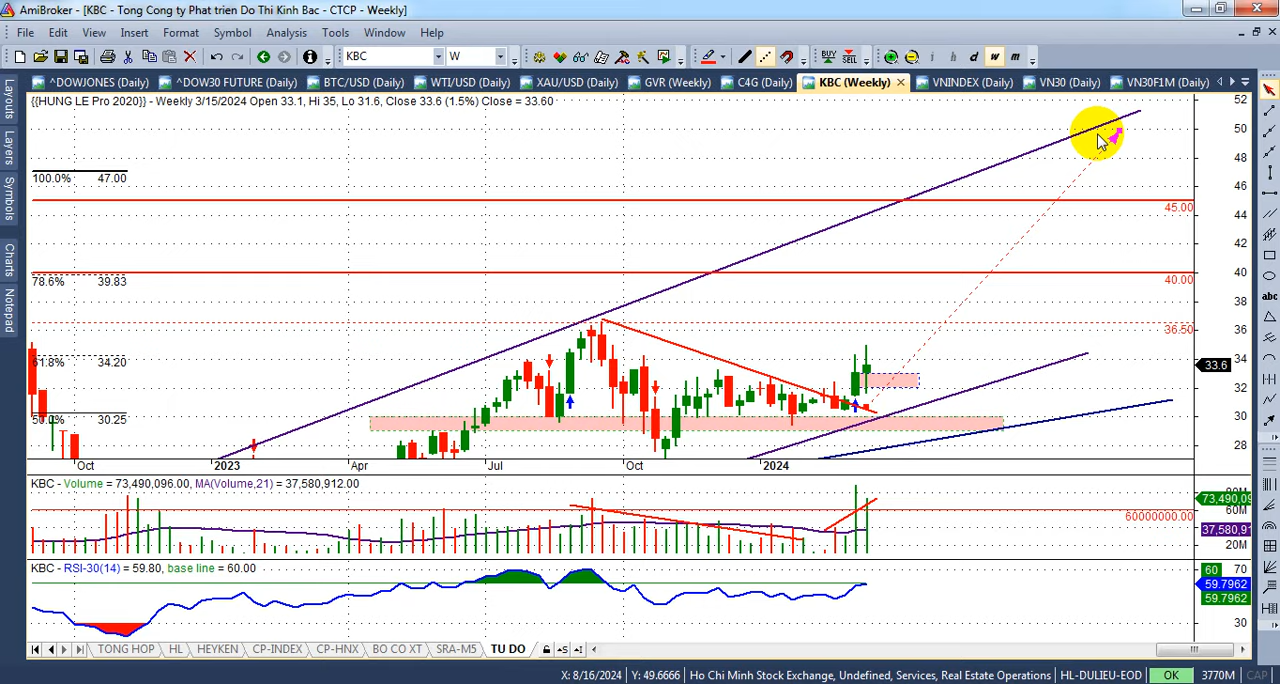 AmiBroker - [KBC - Tong Cong ty Phat trien Do Thi Kinh Bac - CTCP - Weekly]
File Edit View Insert Format Symbol Analysis Tools Window Help
KBC W BUY SELL i h d w m
Layouts
Layers
Symbols
Charts
Notepad
^DOWJONES (Daily) ^DOW30 FUTURE (Daily) BTC/USD (Daily) WTI/USD (Daily) XAU/USD (Daily) GVR (Weekly) C4G (Daily) KBC (Weekly) VNINDEX (Daily) VN30 (Daily) VN30F1M (Daily)
{{HUNG LE Pro 2020}} - Weekly 3/15/2024 Open 33.1, Hi 35, Lo 31.6, Close 33.6 (1.5%) Close = 33.60
52
50
48
100.0% 47.00
46
45.00
44
42
40
78.6% 39.83
40.00
38
36.50
36
34
61.8% 34.20
33.6
32
30
50.0% 30.25
28
Oct 2023 Apr Jul Oct 2024
KBC - Volume = 73,490,096.00, MA(Volume,21) = 37,580,912.00
73,490,09
60M
60000000.00
37,580,9
20M
KBC - RSI-30(14) = 59.80, base line = 60.00
60 70
59.7962
59.7962
30
TONG HOP HL HEYKEN CP-INDEX CP-HNX BO CO XT SRA-M5 TU DO
X: 8/16/2024 Y: 49.6666 Ho Chi Minh Stock Exchange, Undefined, Services, Real Estate Operations HL-DULIEU-EOD OK 3770M CAP
abc